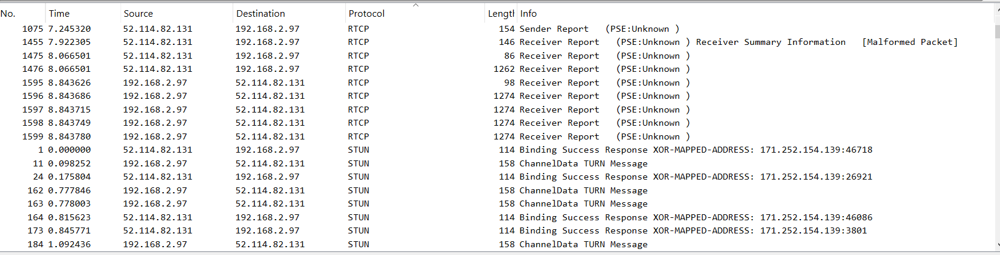 No. Time Source Destination Protocol Length Info
1075 7.245320 52.114.82.131 192.168.2.97 RTCP 154 Sender Report (PSE:Unknown )
1455 7.922305 52.114.82.131 192.168.2.97 RTCP 146 Receiver Report (PSE:Unknown ) Receiver Summary Information [Malformed Packet]
1475 8.066501 52.114.82.131 192.168.2.97 RTCP 86 Receiver Report (PSE:Unknown )
1476 8.066501 52.114.82.131 192.168.2.97 RTCP 1262 Receiver Report (PSE:Unknown )
1595 8.843626 192.168.2.97 52.114.82.131 RTCP 98 Receiver Report (PSE:Unknown )
1596 8.843686 192.168.2.97 52.114.82.131 RTCP 1274 Receiver Report (PSE:Unknown )
1597 8.843715 192.168.2.97 52.114.82.131 RTCP 1274 Receiver Report (PSE:Unknown )
1598 8.843749 192.168.2.97 52.114.82.131 RTCP 1274 Receiver Report (PSE:Unknown )
1599 8.843780 192.168.2.97 52.114.82.131 RTCP 1274 Receiver Report (PSE:Unknown )
1 0.000000 52.114.82.131 192.168.2.97 STUN 114 Binding Success Response XOR-MAPPED-ADDRESS: 171.252.154.139:46718
11 0.098252 192.168.2.97 52.114.82.131 STUN 158 ChannelData TURN Message
24 0.175804 52.114.82.131 192.168.2.97 STUN 114 Binding Success Response XOR-MAPPED-ADDRESS: 171.252.154.139:26921
162 0.777846 192.168.2.97 52.114.82.131 STUN 158 ChannelData TURN Message
163 0.778003 192.168.2.97 52.114.82.131 STUN 158 ChannelData TURN Message
164 0.815623 52.114.82.131 192.168.2.97 STUN 114 Binding Success Response XOR-MAPPED-ADDRESS: 171.252.154.139:46086
173 0.845771 52.114.82.131 192.168.2.97 STUN 114 Binding Success Response XOR-MAPPED-ADDRESS: 171.252.154.139:3801
184 1.092436 192.168.2.97 52.114.82.131 STUN 158 ChannelData TURN Message